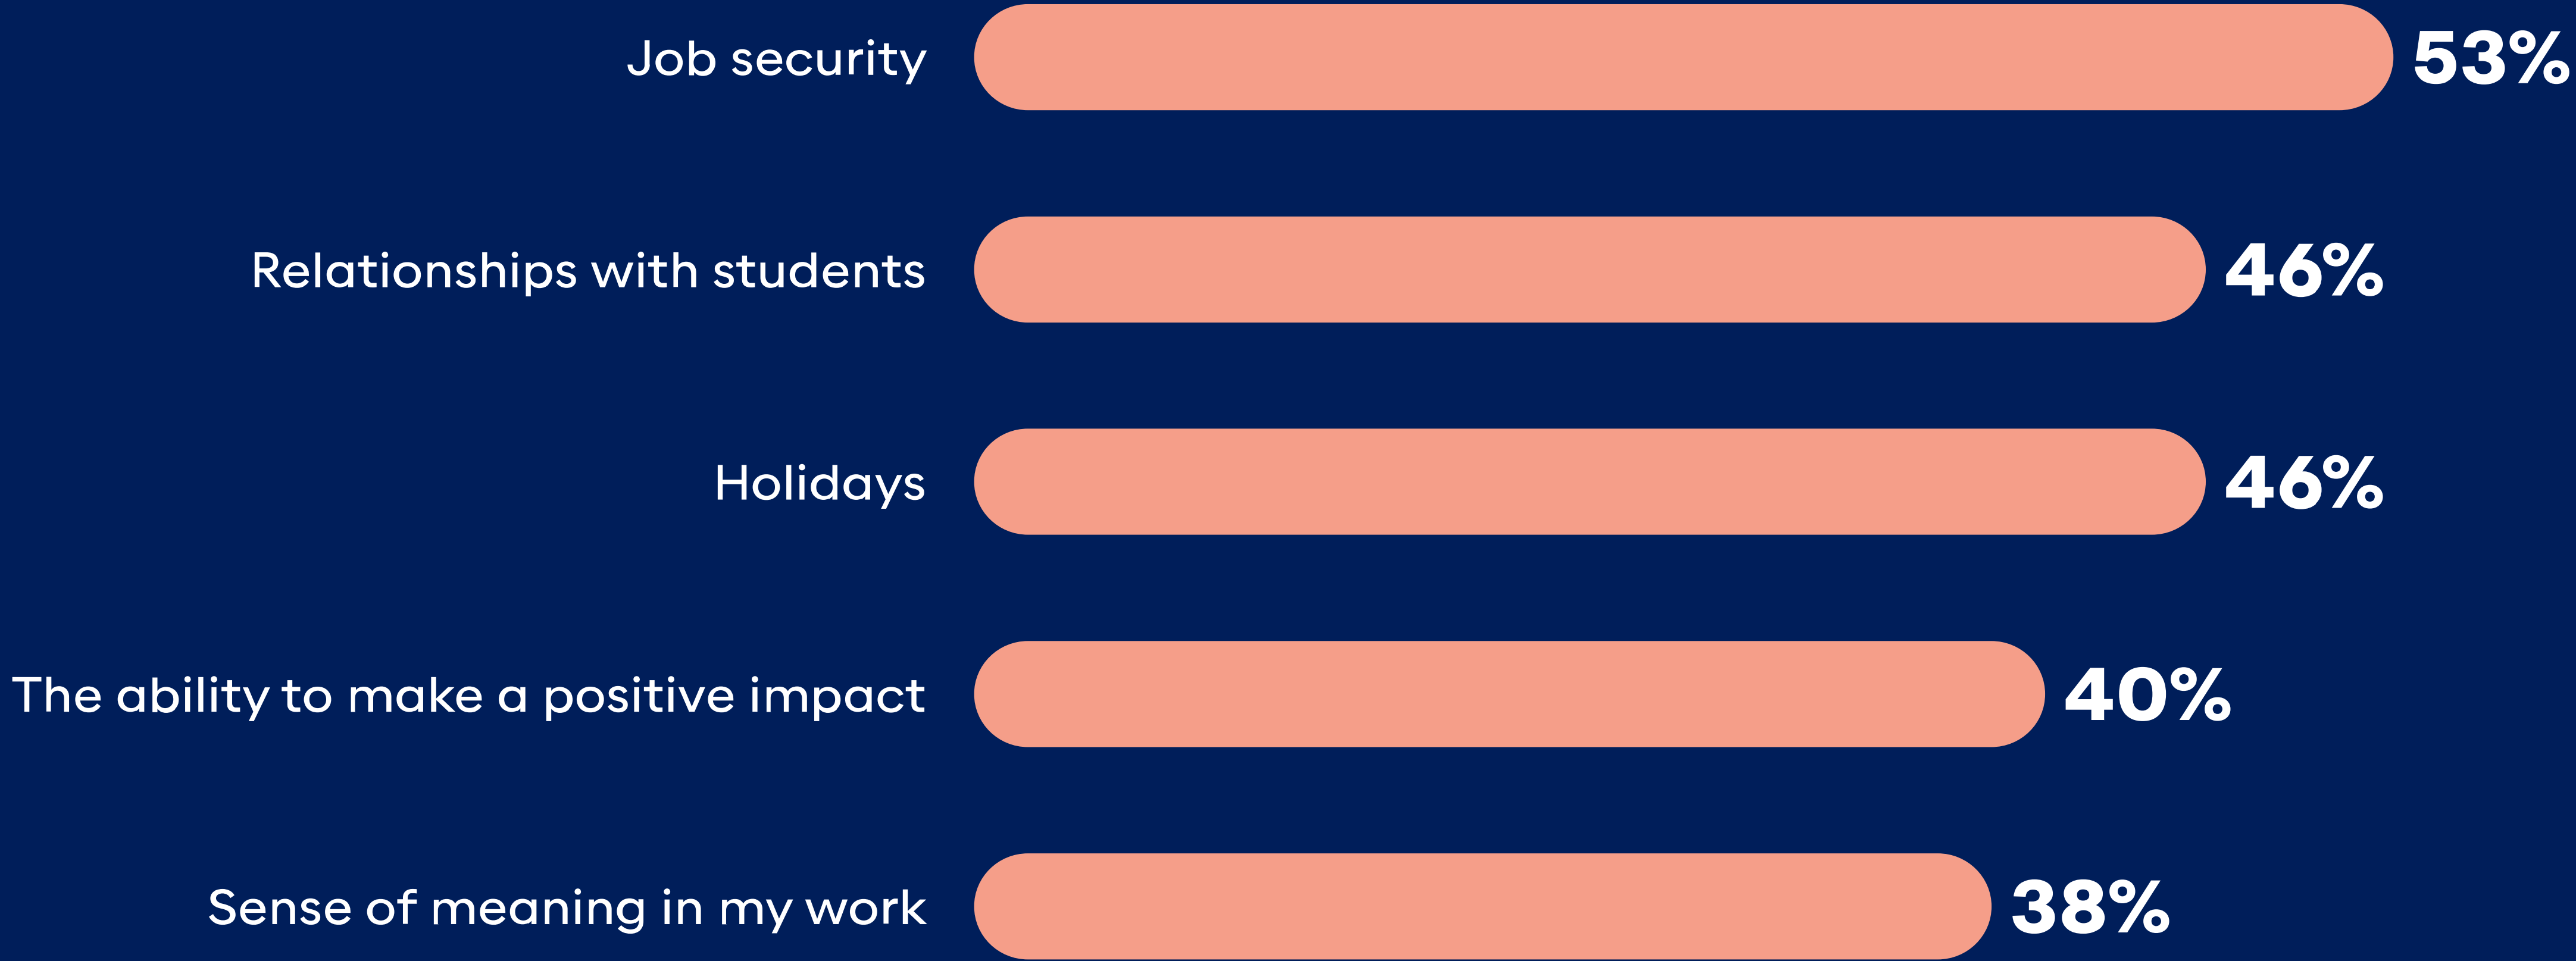 Job security 53%
Relationships with students 46%
Holidays 46%
The ability to make a positive impact 40%
Sense of meaning in my work 38%